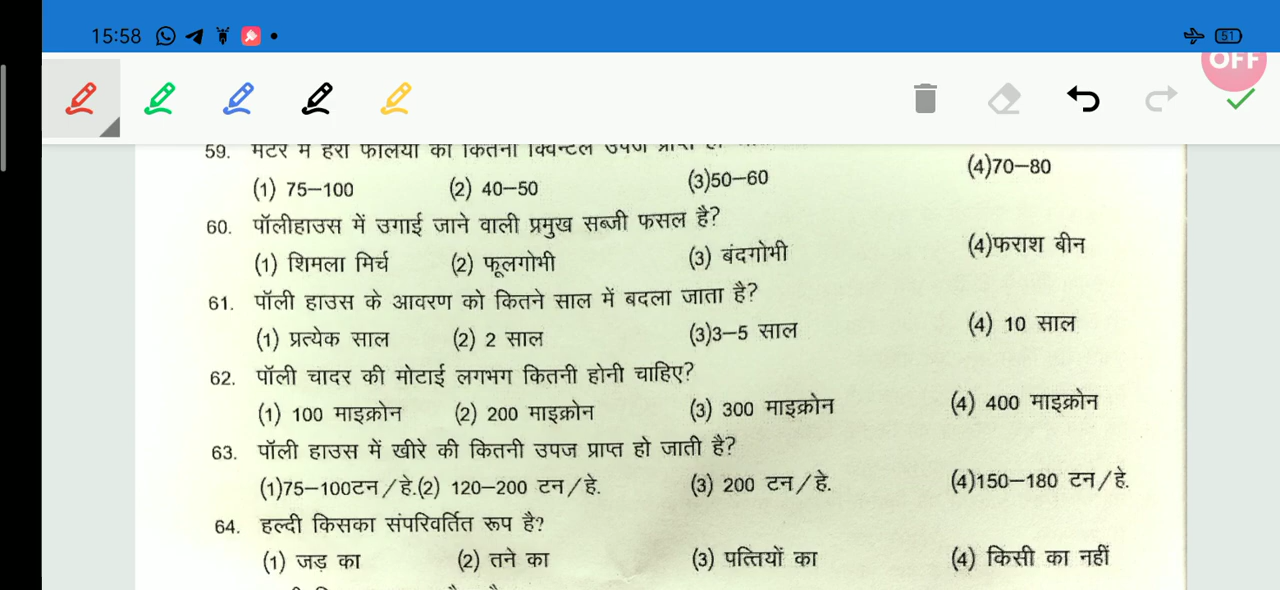 15:58
51
OFF
59. मटर में हरी फलियों की कितनी क्विन्टल उपज
(1) 75–100 (2) 40–50 (3)50–60 (4)70–80
60. पॉलीहाउस में उगाई जाने वाली प्रमुख सब्जी फसल है?
(1) शिमला मिर्च (2) फूलगोभी (3) बंदगोभी (4)फराश बीन
61. पॉली हाउस के आवरण को कितने साल में बदला जाता है?
(1) प्रत्येक साल (2) 2 साल (3)3–5 साल (4) 10 साल
62. पॉली चादर की मोटाई लगभग कितनी होनी चाहिए?
(1) 100 माइक्रोन (2) 200 माइक्रोन (3) 300 माइक्रोन (4) 400 माइक्रोन
63. पॉली हाउस में खीरे की कितनी उपज प्राप्त हो जाती है?
(1)75–100टन/हे.(2) 120–200 टन/हे. (3) 200 टन/हे. (4)150–180 टन/हे.
64. हल्दी किसका संपरिवर्तित रूप है?
(1) जड़ का (2) तने का (3) पत्तियों का (4) किसी का नहीं